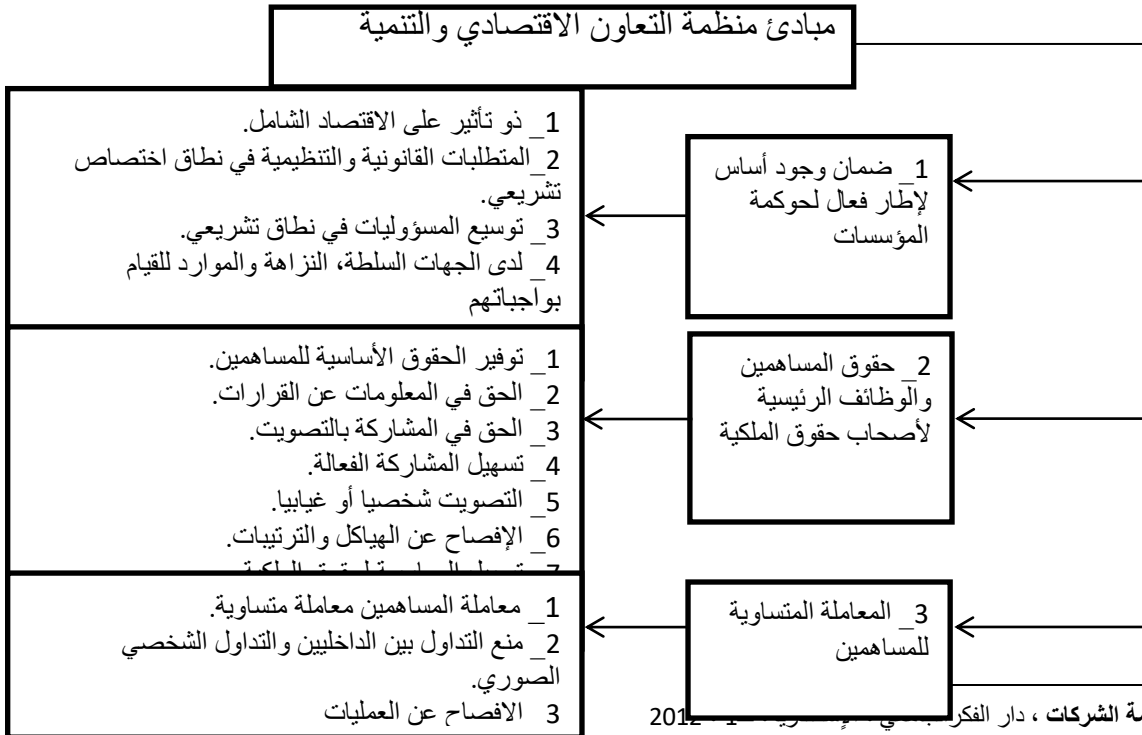 مبادئ منظمة التعاون الاقتصادي والتنمية
1_ ضمان وجود أساس
لإطار فعال لحوكمة
المؤسسات
1_ ذو تأثير على الاقتصاد الشامل.
2_ المتطلبات القانونية والتنظيمية في نطاق اختصاص
تشريعي.
3_ توسيع المسؤوليات في نطاق تشريعي.
4_ لدى الجهات السلطة، النزاهة والموارد للقيام
بواجباتهم
2_ حقوق المساهمين
والوظائف الرئيسية
لأصحاب حقوق الملكية
1_ توفير الحقوق الأساسية للمساهمين.
2_ الحق في المعلومات عن القرارات.
3_ الحق في المشاركة بالتصويت.
4_ تسهيل المشاركة الفعالة.
5_ التصويت شخصيا أو غيابيا.
6_ الإفصاح عن الهياكل والترتيبات.
3_ المعاملة المتساوية
للمساهمين
1_ معاملة المساهمين معاملة متساوية.
2_ منع التداول بين الداخليين والتداول الشخصي
الصوري.
3 الافصاح عن العمليات
الشركات ، دار الفكر 2012